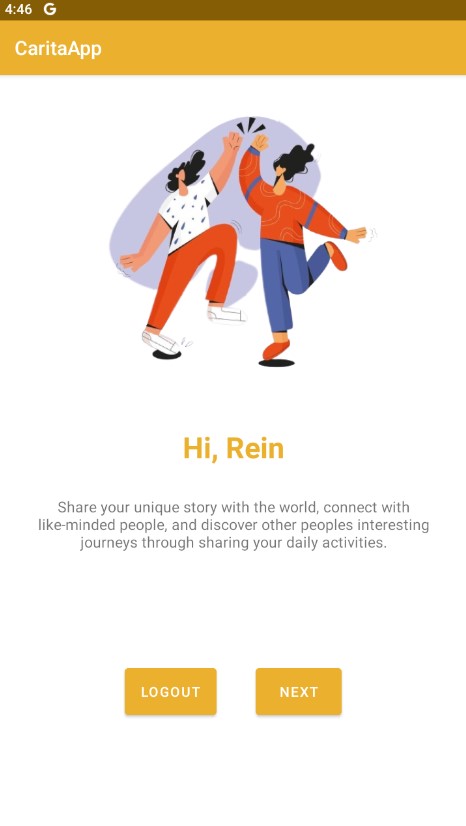 4:46 G
CaritaApp
Hi, Rein
Share your unique story with the world, connect with
like-minded people, and discover other peoples interesting
journeys through sharing your daily activities.
LOGOUT NEXT